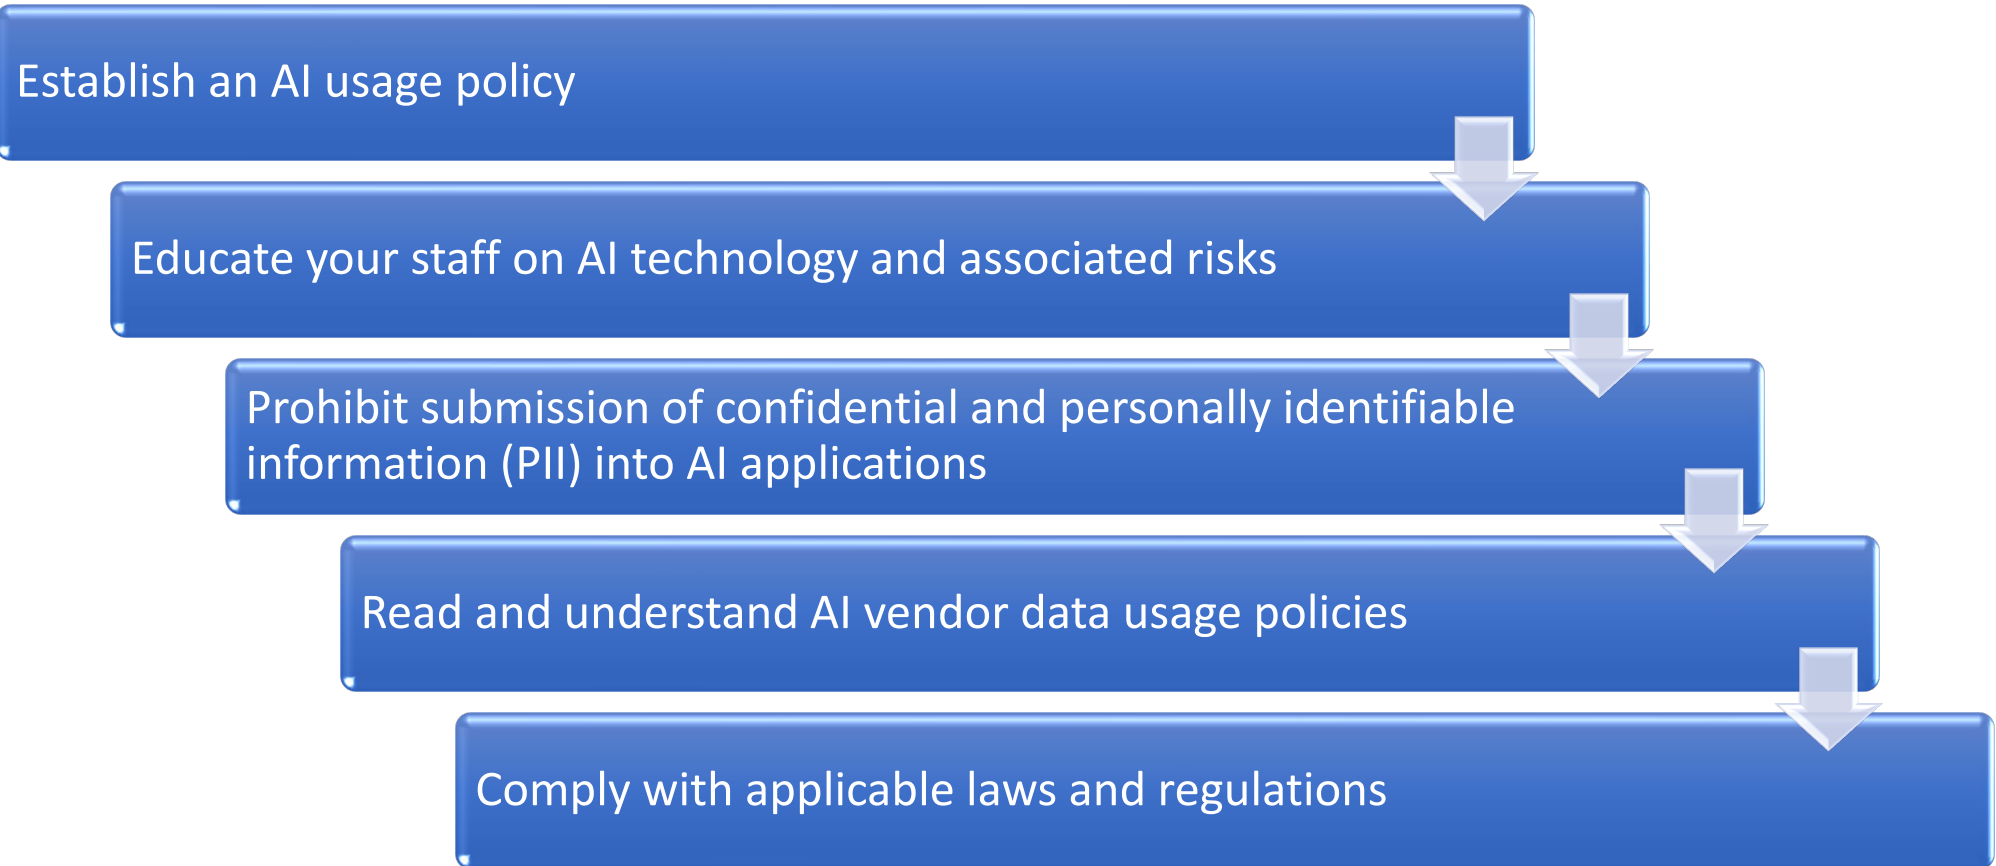 Establish an AI usage policy
Educate your staff on AI technology and associated risks
Prohibit submission of confidential and personally identifiable
information (PII) into AI applications
Read and understand AI vendor data usage policies
Comply with applicable laws and regulations